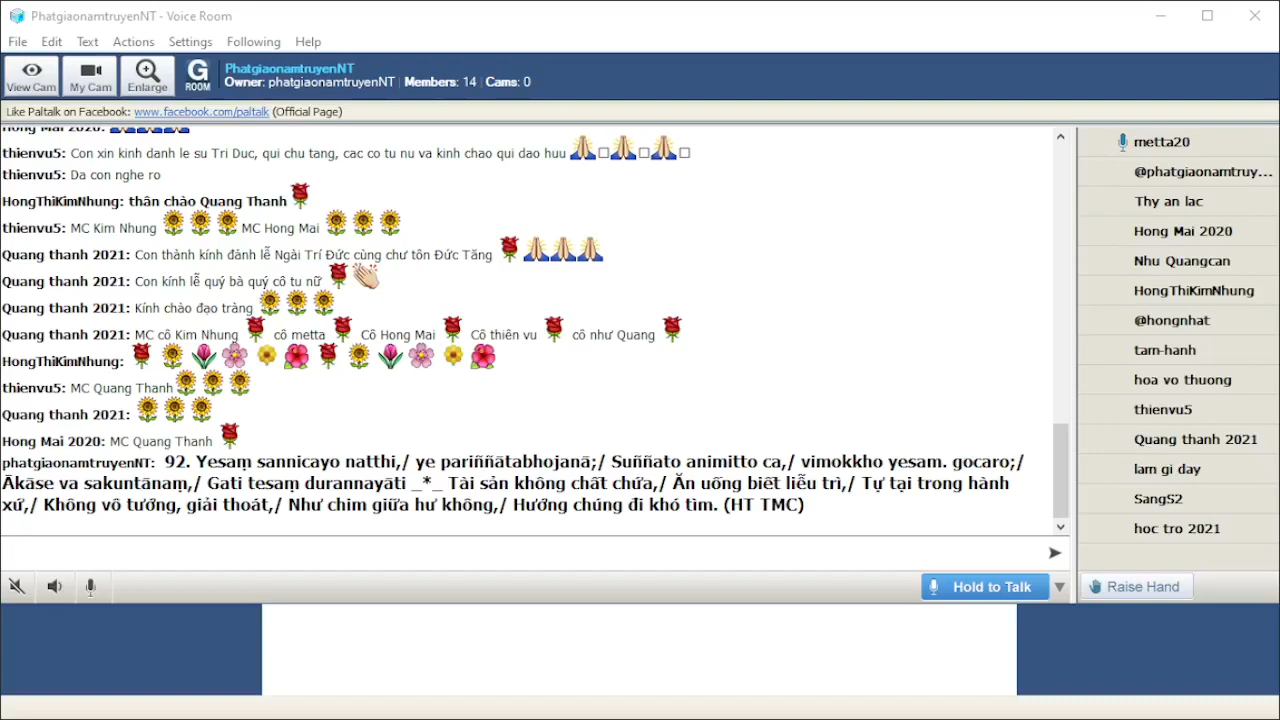 PhatgiaonamtruyenNT - Voice Room
File Edit Text Actions Settings Following Help
View Cam My Cam Enlarge G ROOM
PhatgiaonamtruyenNT
Owner: phatgiaonamtruyenNT | Members: 14 | Cams: 0
Like Paltalk on Facebook: www.facebook.com/paltalk (Official Page)
Hong Mai 2020:
thienvu5: Con xin kinh danh le su Tri Duc, qui chu tang, cac co tu nu va kinh chao qui dao huu
thienvu5: Da con nghe ro
HongThiKimNhung: thân chào Quang Thanh
thienvu5: MC Kim Nhung MC Hong Mai
Quang thanh 2021: Con thành kính đảnh lễ Ngài Trí Đức cùng chư tôn Đức Tăng
Quang thanh 2021: Con kính lễ quý bà quý cô tu nữ
Quang thanh 2021: Kính chào đạo tràng
Quang thanh 2021: MC cô Kim Nhung cô metta Cô Hong Mai Cô thiên vu cô như Quang
HongThiKimNhung:
thienvu5: MC Quang Thanh
Quang thanh 2021:
Hong Mai 2020: MC Quang Thanh
phatgiaonamtruyenNT: 92. Yesaṃ sannicayo natthi,/ ye pariññātabhojanā;/ Suññato animitto ca,/ vimokkho yesam. gocaro;/
Ākāse va sakuntānaṃ,/ Gati tesaṃ durannayāti _*_ Tài sản không chất chứa,/ Ăn uống biết liễu tri,/ Tự tại trong hành
xứ,/ Không vô tướng, giải thoát,/ Như chim giữa hư không,/ Hướng chúng đi khó tìm. (HT TMC)
metta20
@phatgiaonamtruy...
Thy an lac
Hong Mai 2020
Nhu Quangcan
HongThiKimNhung
@hongnhat
tam-hanh
hoa vo thuong
thienvu5
Quang thanh 2021
lam gi day
SangS2
hoc tro 2021
Hold to Talk
Raise Hand